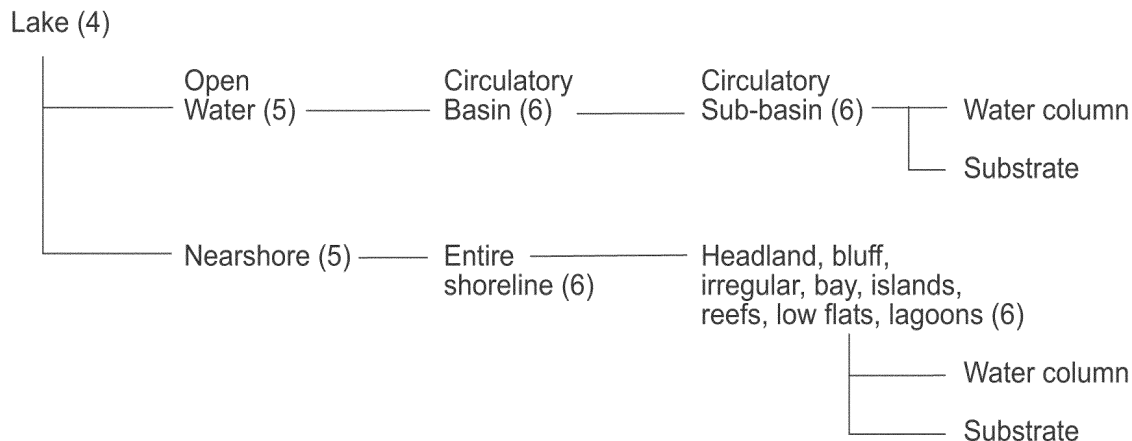 Lake (4)
Open
Water (5)
Circulatory
Basin (6)
Circulatory
Sub-basin (6)
Water column
Substrate
Nearshore (5)
Entire
shoreline (6)
Headland, bluff,
irregular, bay, islands,
reefs, low flats, lagoons (6)
Water column
Substrate